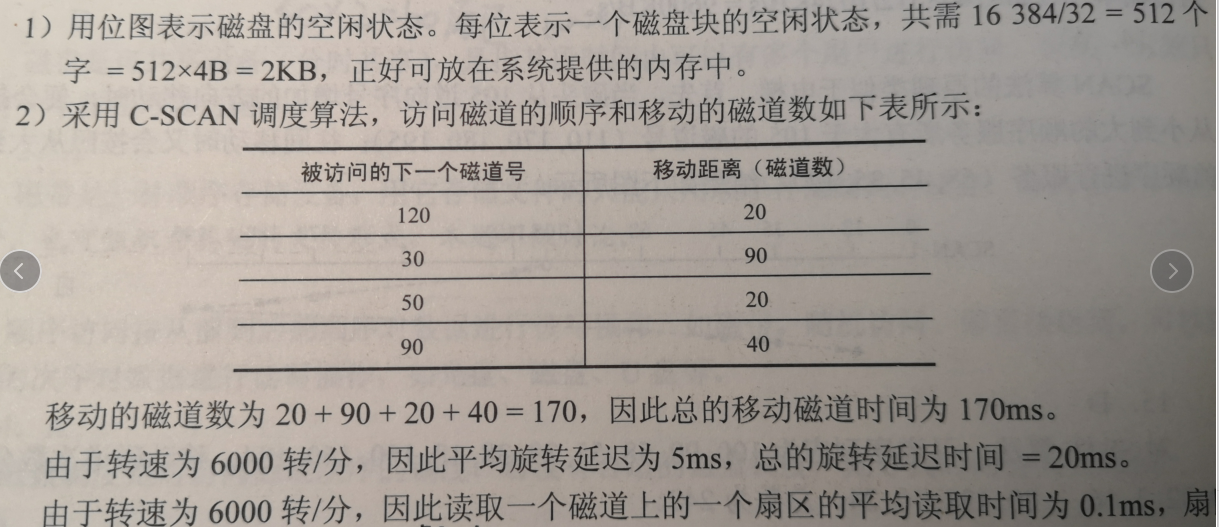 1）用位图表示磁盘的空闲状态。每位表示一个磁盘块的空闲状态，共需 16 384/32 = 512 个
字 = 512×4B = 2KB，正好可放在系统提供的内存中。
2）采用 C-SCAN 调度算法，访问磁道的顺序和移动的磁道数如下表所示：
被访问的下一个磁道号 移动距离（磁道数）
120 20
30 90
50 20
90 40
移动的磁道数为 20 + 90 + 20 + 40 = 170，因此总的移动磁道时间为 170ms。
由于转速为 6000 转/分，因此平均旋转延迟为 5ms，总的旋转延迟时间 = 20ms。
由于转速为 6000 转/分，因此读取一个磁道上的一个扇区的平均读取时间为 0.1ms，扇